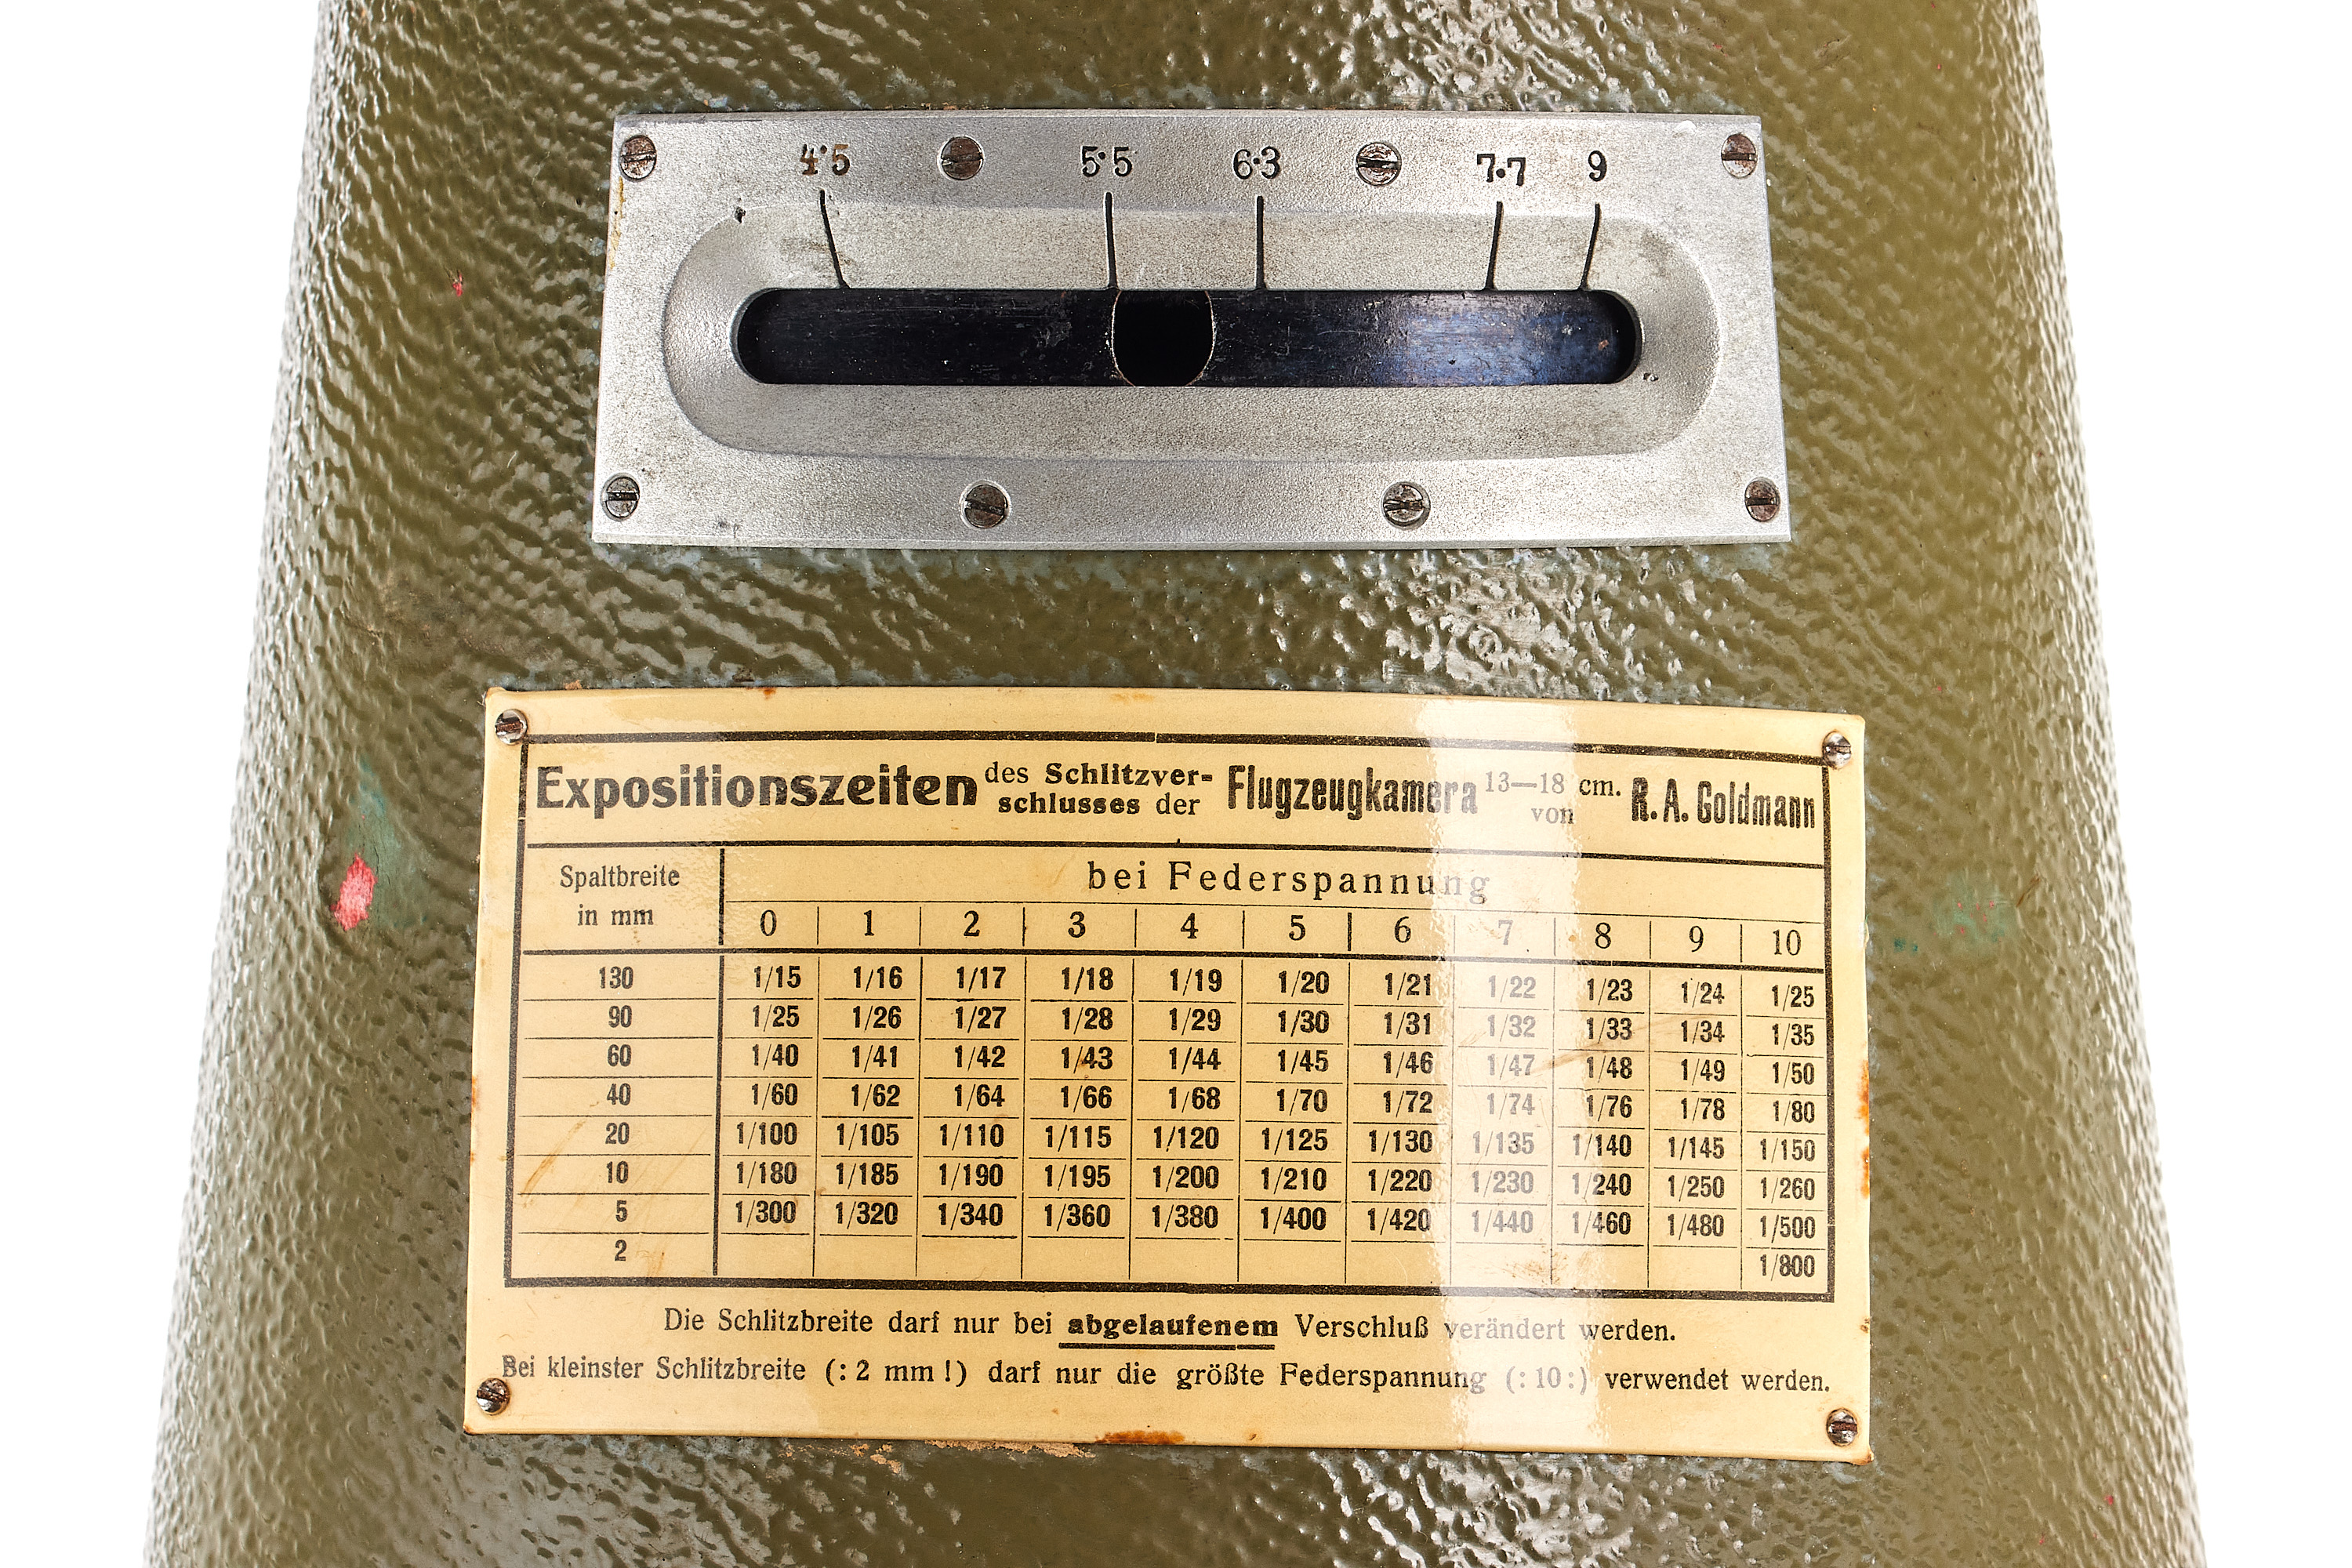 4·5 5·5 6·3 7·7 9
Expositionszeiten des Schlitzver- schlusses der Flugzeugkamera 13—18 cm. von R. A. Goldmann
Spaltbreite in mm
bei Federspannung
0 1 2 3 4 5 6 7 8 9 10
130 1/15 1/16 1/17 1/18 1/19 1/20 1/21 1/22 1/23 1/24 1/25
90 1/25 1/26 1/27 1/28 1/29 1/30 1/31 1/32 1/33 1/34 1/35
60 1/40 1/41 1/42 1/43 1/44 1/45 1/46 1/47 1/48 1/49 1/50
40 1/60 1/62 1/64 1/66 1/68 1/70 1/72 1/74 1/76 1/78 1/80
20 1/100 1/105 1/110 1/115 1/120 1/125 1/130 1/135 1/140 1/145 1/150
10 1/180 1/185 1/190 1/195 1/200 1/210 1/220 1/230 1/240 1/250 1/260
5 1/300 1/320 1/340 1/360 1/380 1/400 1/420 1/440 1/460 1/480 1/500
2 1/800
Die Schlitzbreite darf nur bei abgelaufenem Verschluß verändert werden.
Bei kleinster Schlitzbreite (: 2 mm !) darf nur die größte Federspannung (: 10 :) verwendet werden.